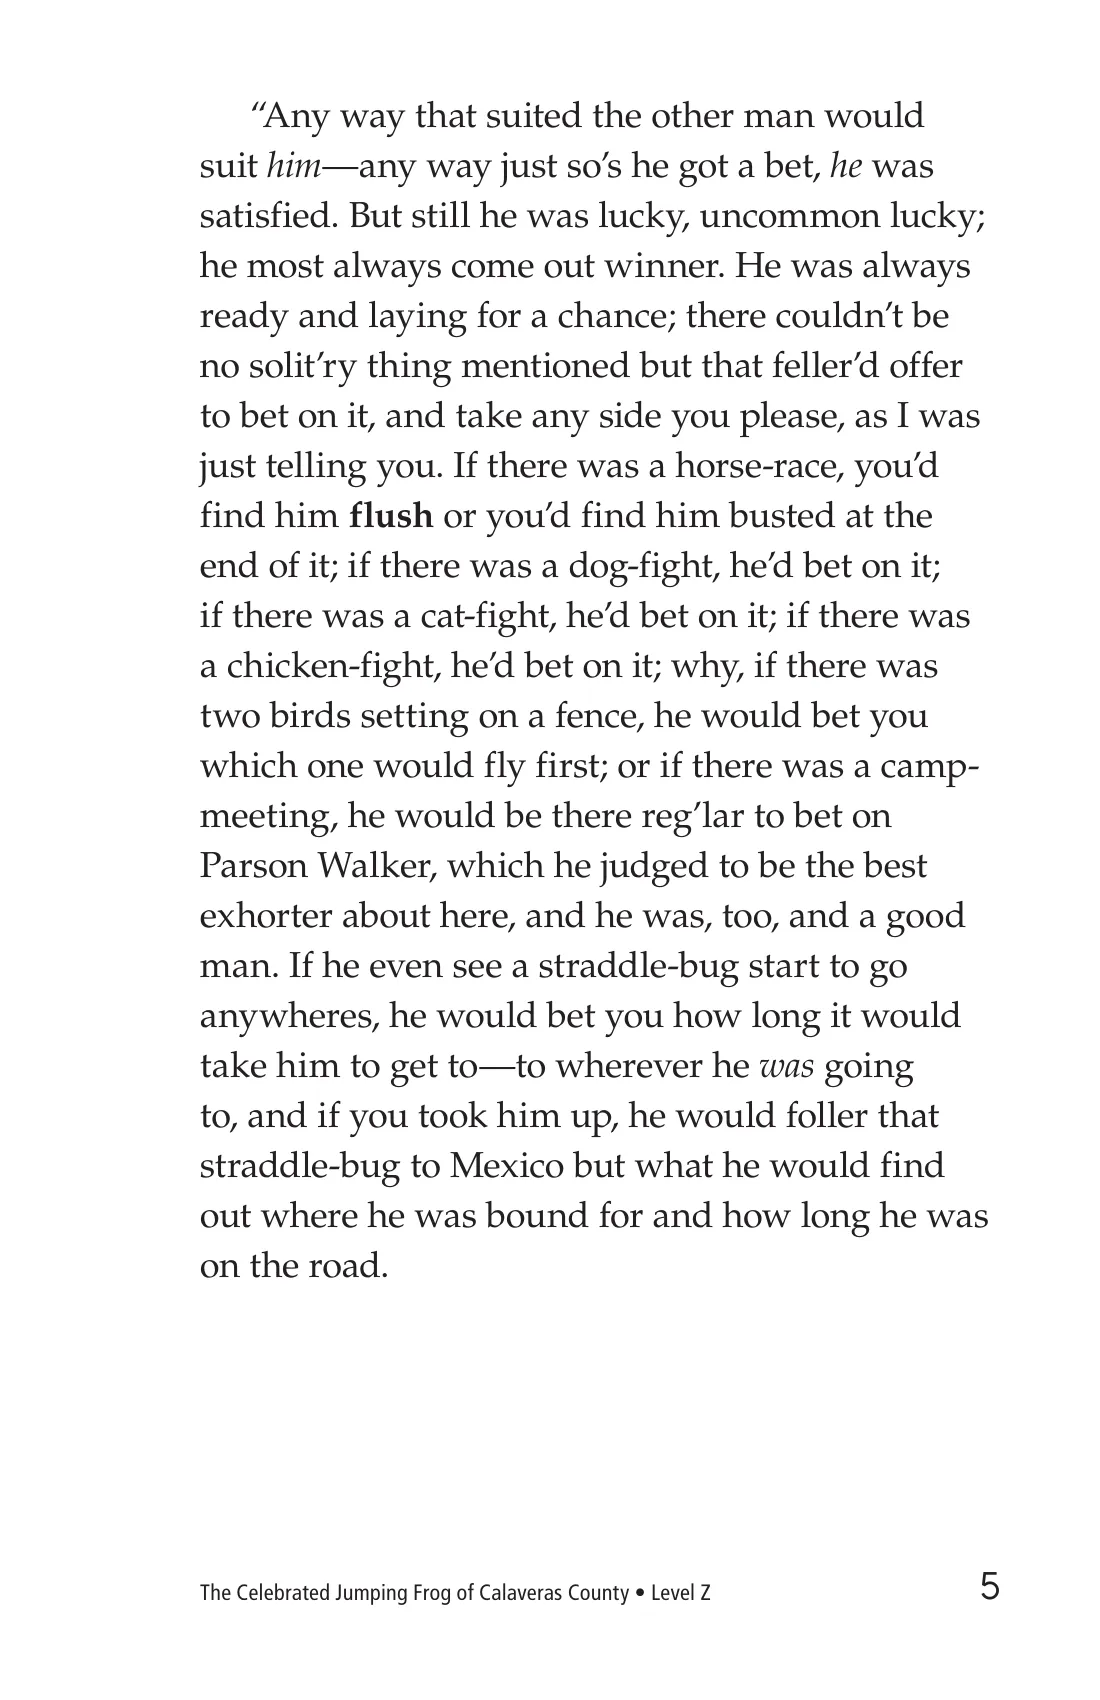 “Any way that suited the other man would
suit him—any way just so’s he got a bet, he was
satisfied. But still he was lucky, uncommon lucky;
he most always come out winner. He was always
ready and laying for a chance; there couldn’t be
no solit’ry thing mentioned but that feller’d offer
to bet on it, and take any side you please, as I was
just telling you. If there was a horse-race, you’d
find him flush or you’d find him busted at the
end of it; if there was a dog-fight, he’d bet on it;
if there was a cat-fight, he’d bet on it; if there was
a chicken-fight, he’d bet on it; why, if there was
two birds setting on a fence, he would bet you
which one would fly first; or if there was a camp-
meeting, he would be there reg’lar to bet on
Parson Walker, which he judged to be the best
exhorter about here, and he was, too, and a good
man. If he even see a straddle-bug start to go
anywheres, he would bet you how long it would
take him to get to—to wherever he was going
to, and if you took him up, he would foller that
straddle-bug to Mexico but what he would find
out where he was bound for and how long he was
on the road.
The Celebrated Jumping Frog of Calaveras County • Level Z 5